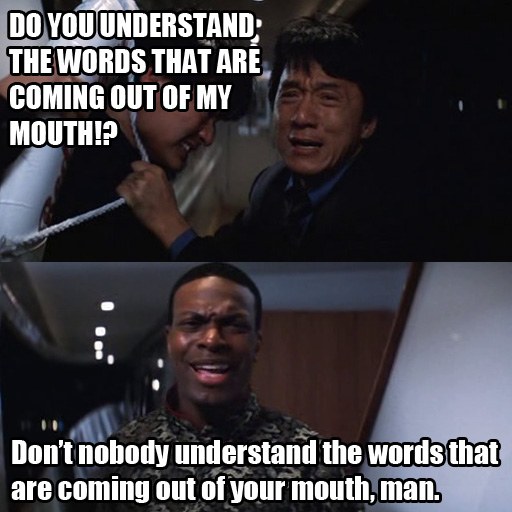 DO YOU UNDERSTAND,
THE WORDS THAT ARE
COMING OUT OF MY
MOUTH!?
Don't nobody understand the words that
are coming out of your mouth, man.